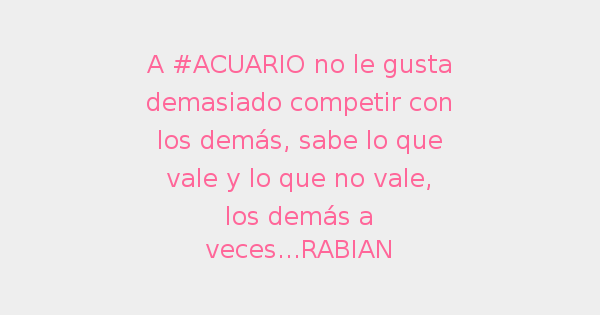 A #ACUARIO no le gusta
demasiado competir con
los demás, sabe lo que
vale y lo que no vale,
los demás a
veces...RABIAN